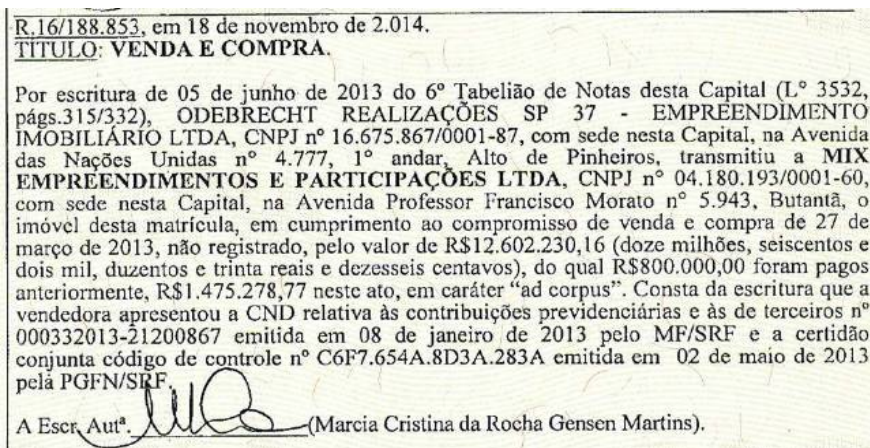 R.16/188.853, em 18 de novembro de 2.014.
TÍTULO: VENDA E COMPRA.
Por escritura de 05 de junho de 2013 do 6º Tabelião de Notas desta Capital (Lº 3532,
págs.315/332), ODEBRECHT REALIZAÇÕES SP 37 - EMPREENDIMENTO
IMOBILIÁRIO LTDA, CNPJ nº 16.675.867/0001-87, com sede nesta Capital, na Avenida
das Nações Unidas nº 4.777, 1º andar, Alto de Pinheiros, transmitiu a MIX
EMPREENDIMENTOS E PARTICIPAÇÕES LTDA, CNPJ nº 04.180.193/0001-60,
com sede nesta Capital, na Avenida Professor Francisco Morato nº 5.943, Butantã, o
imóvel desta matrícula, em cumprimento ao compromisso de venda e compra de 27 de
março de 2013, não registrado, pelo valor de R$12.602.230,16 (doze milhões, seiscentos e
dois mil, duzentos e trinta reais e dezesseis centavos), do qual R$800.000,00 foram pagos
anteriormente, R$1.475.278,77 neste ato, em caráter “ad corpus”. Consta da escritura que a
vendedora apresentou a CND relativa às contribuições previdenciárias e às de terceiros nº
000332013-21200867 emitida em 08 de janeiro de 2013 pelo MF/SRF e a certidão
conjunta código de controle nº C6F7.654A.8D3A.283A emitida em 02 de maio de 2013
pela PGFN/SRF.
A Escr. Autª. (Marcia Cristina da Rocha Gensen Martins).